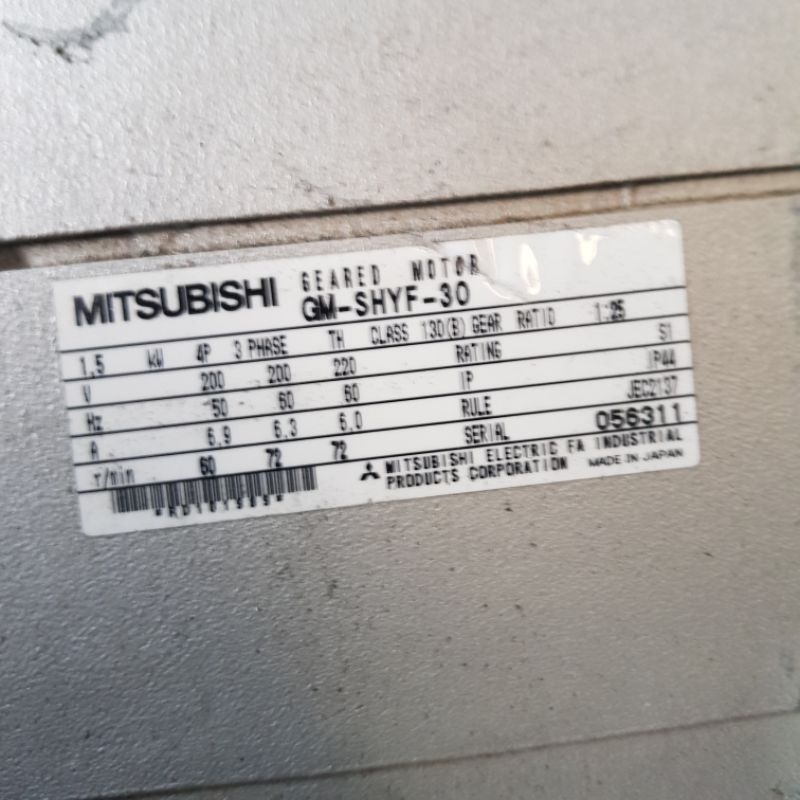 MITSUBISHI GEARED MOTOR
GM-SHYF-30
1.5 kW 4P 3 PHASE TH CLASS 130(B) GEAR RATIO 1:25
V 200 200 220 RATING S1
Hz 50 60 60 IP IP44
A 6.9 6.3 6.0 RULE JEC2137
r/min 60 72 72 SERIAL 056311
MITSUBISHI ELECTRIC FA INDUSTRIAL
PRODUCTS CORPORATION MADE IN JAPAN